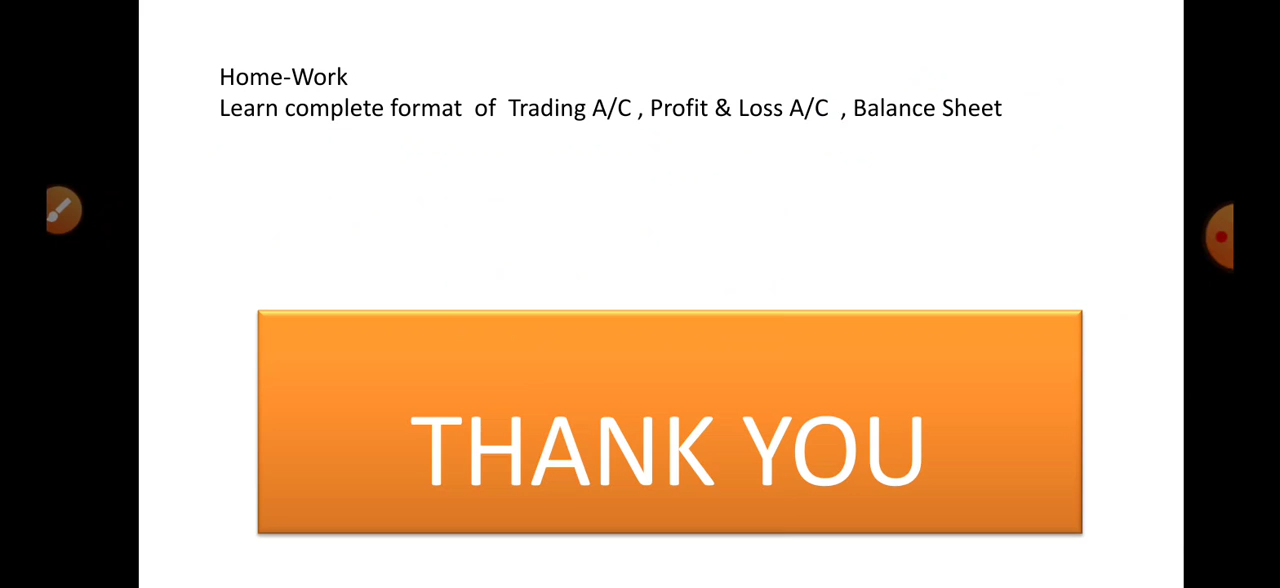 Home-Work
Learn complete format of Trading A/C , Profit & Loss A/C , Balance Sheet
THANK YOU